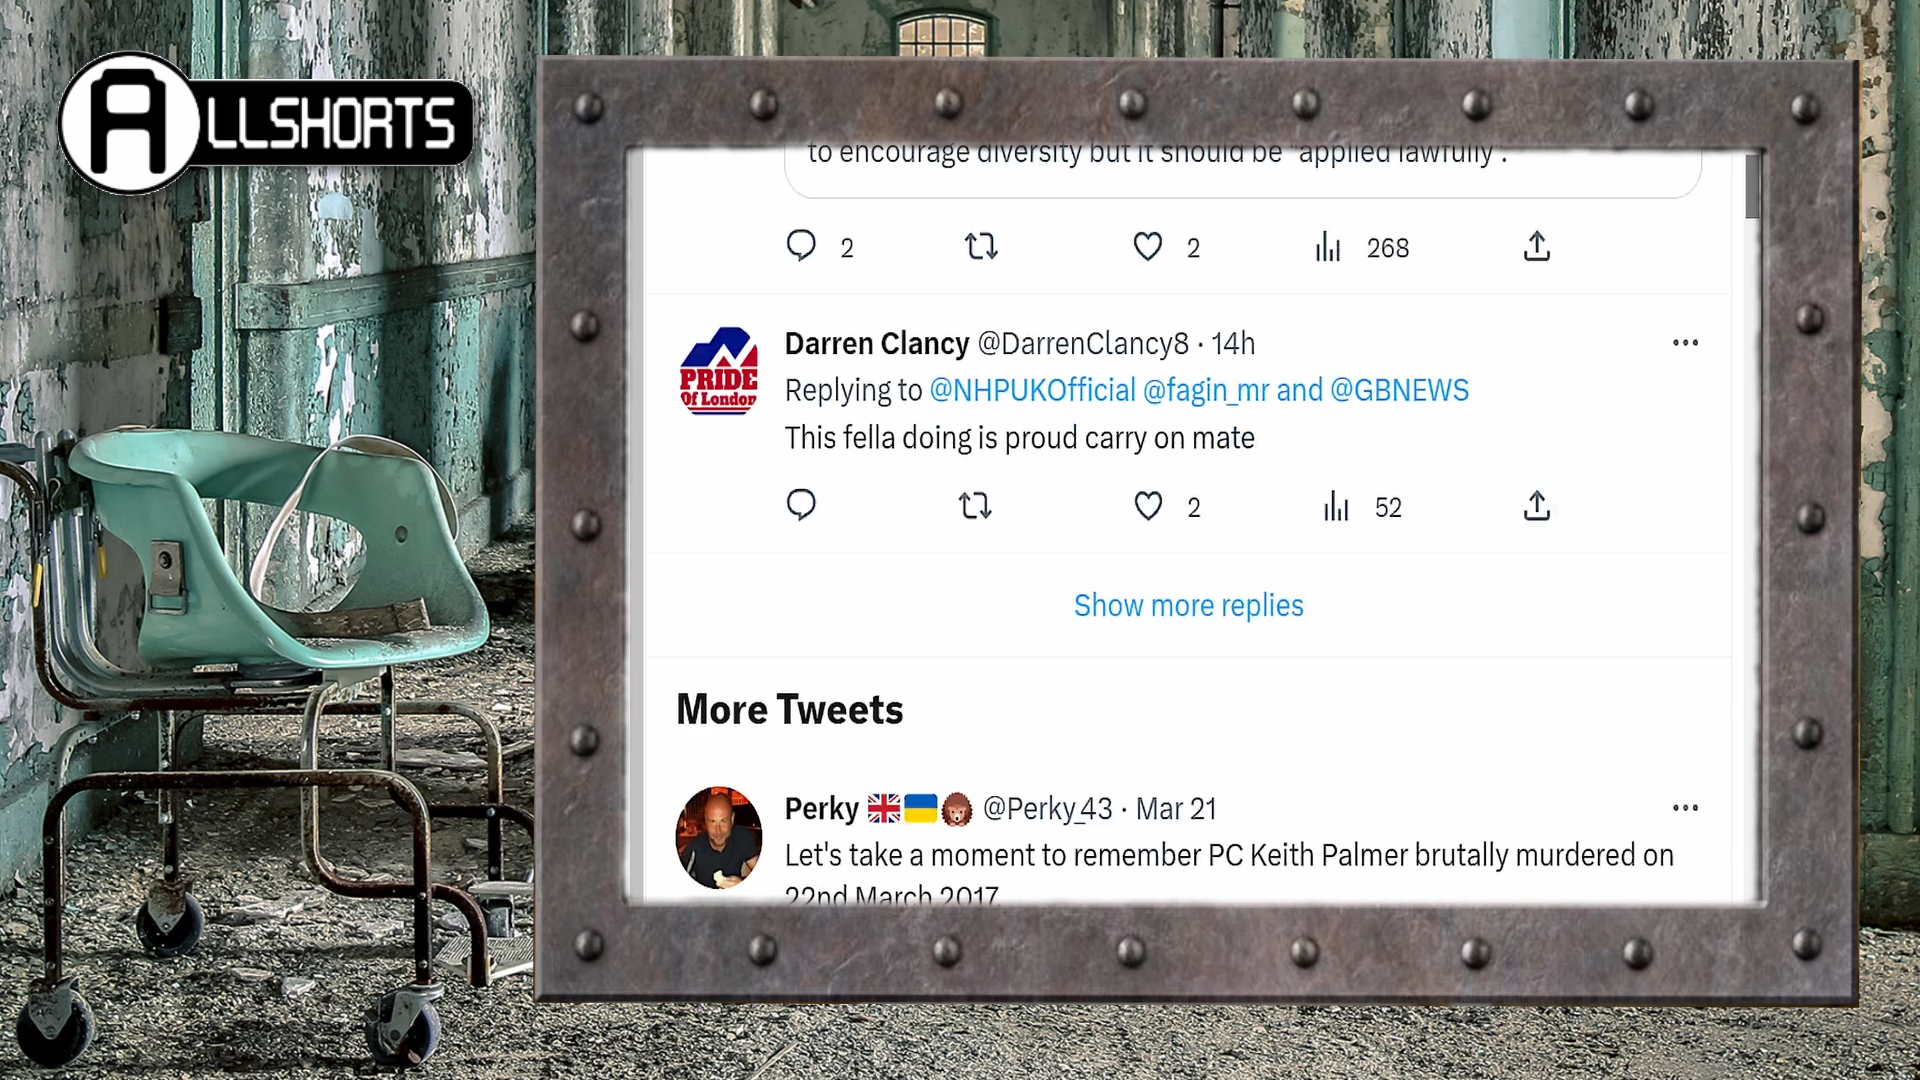 ALLSHORTS
to encourage diversity but it should be "applied lawfully".
2 2 268
Darren Clancy @DarrenClancy8 · 14h
Replying to @NHPUKOfficial @fagin_mr and @GBNEWS
This fella doing is proud carry on mate
PRIDE
Of London
2 52
Show more replies
More Tweets
Perky @Perky_43 · Mar 21
Let's take a moment to remember PC Keith Palmer brutally murdered on
22nd March 2017